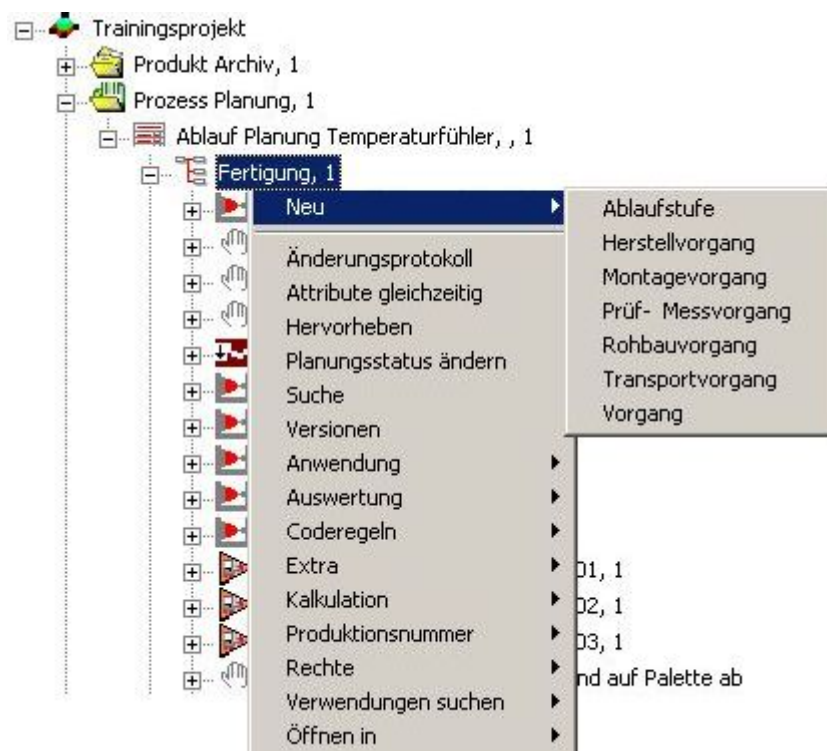 Trainingsprojekt
Produkt Archiv, 1
Prozess Planung, 1
Ablauf Planung Temperaturfühler, , 1
Fertigung, 1
Neu
Änderungsprotokoll
Attribute gleichzeitig
Hervorheben
Planungsstatus ändern
Suche
Versionen
Anwendung
Auswertung
Coderegeln
Extra
Kalkulation
Produktionsnummer
Rechte
Verwendungen suchen
Öffnen in
Ablaufstufe
Herstellvorgang
Montagevorgang
Prüf- Messvorgang
Rohbauvorgang
Transportvorgang
Vorgang
01, 1
02, 1
03, 1
nd auf Palette ab